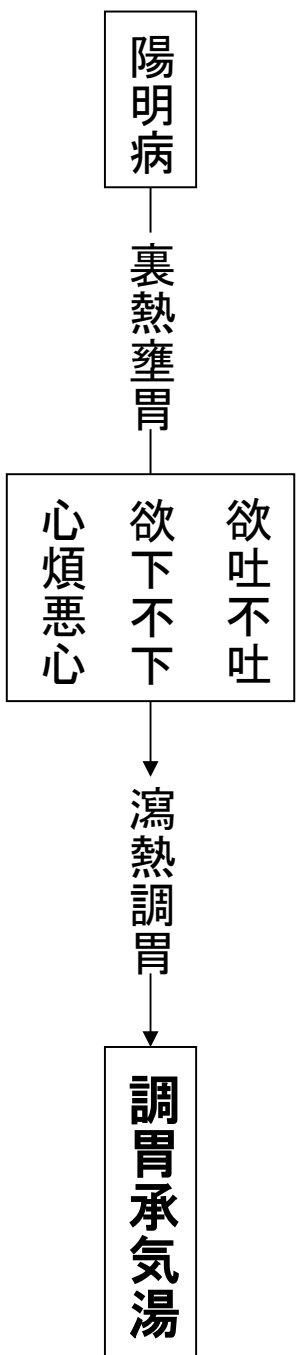 陽明病
裏熱壅胃
欲吐不吐
欲下不下
心煩悪心
瀉熱調胃
調胃承気湯